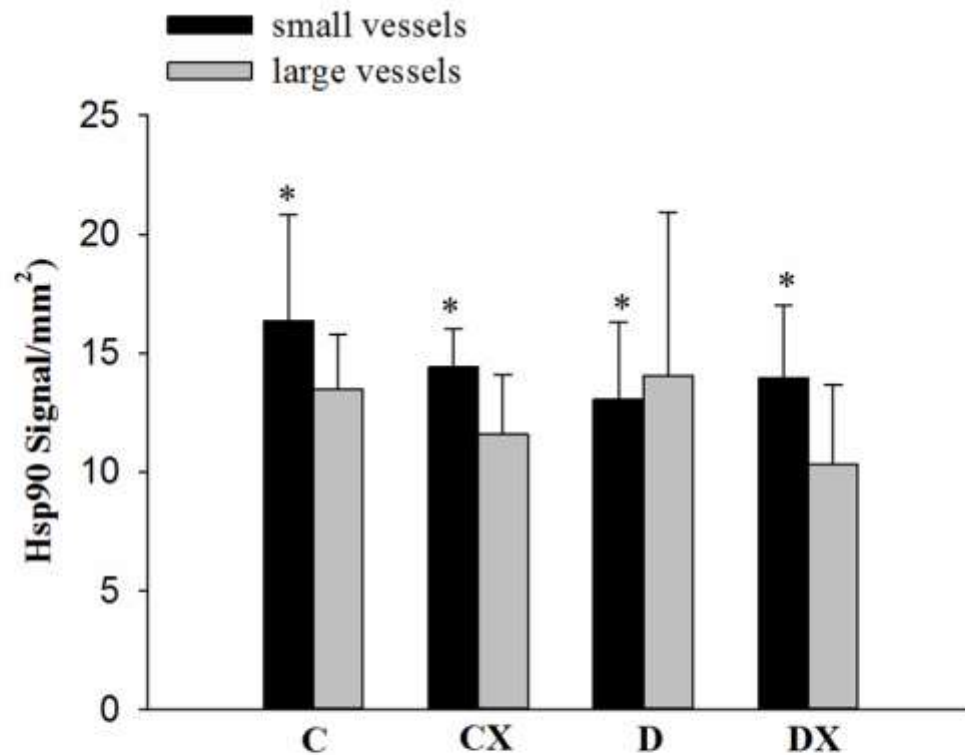 small vessels
large vessels
Hsp90 Signal/mm²
25
20
15
10
5
0
*
*
*
*
C
CX
D
DX